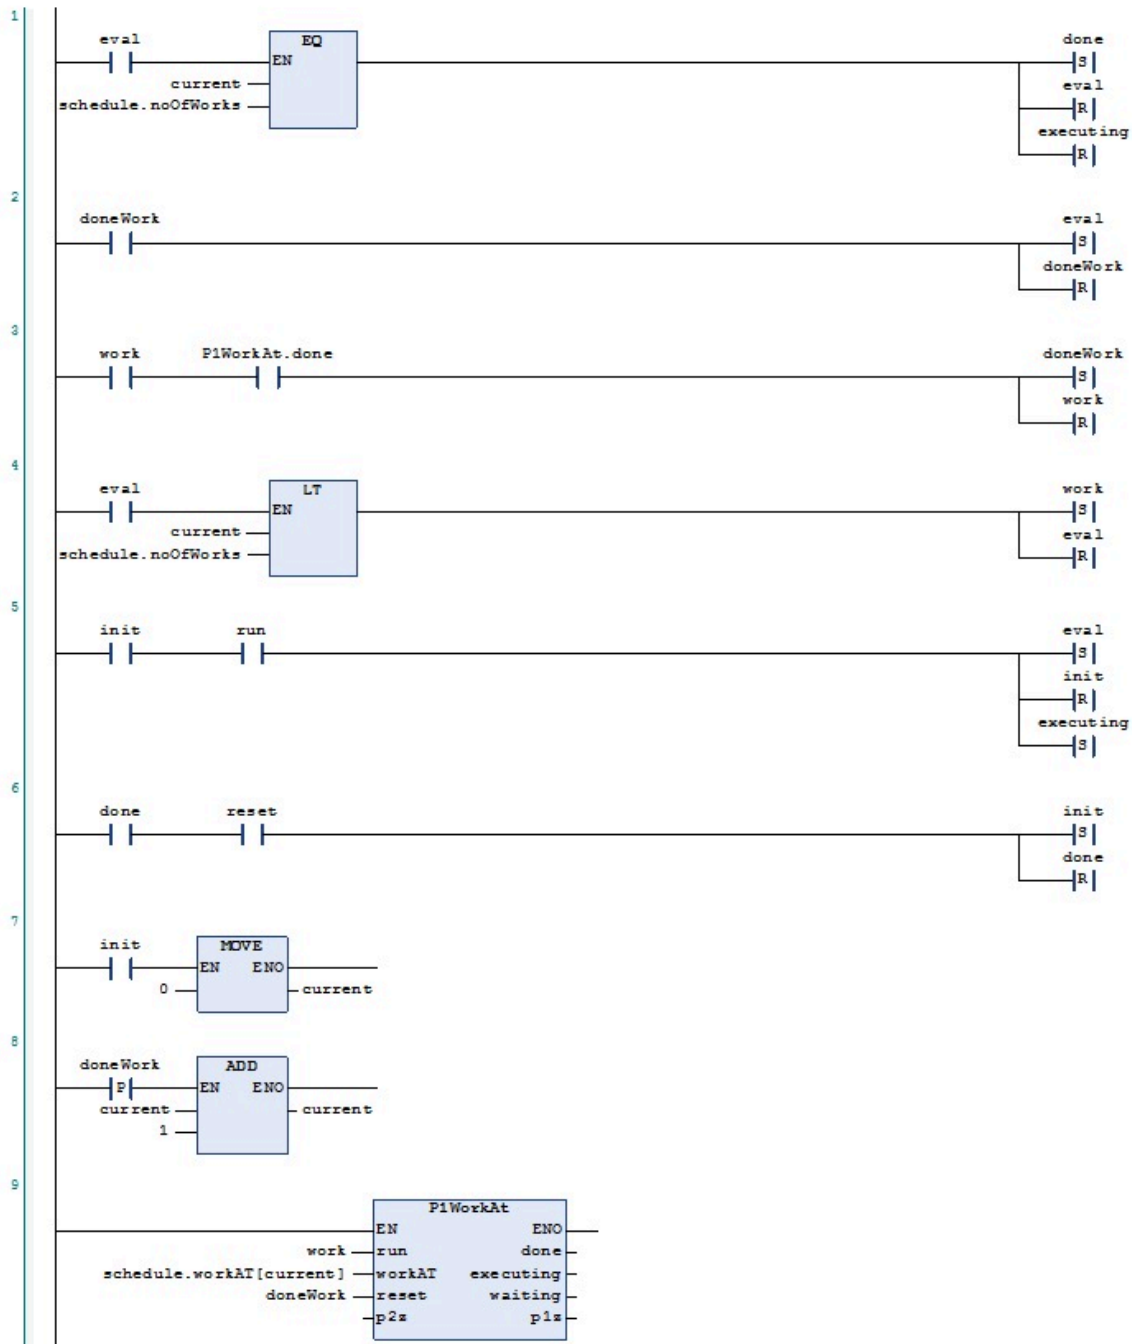 1
eval
EQ
EN
current
schedule.noOfWorks
done
S
eval
R
executing
R
2
doneWork
eval
S
doneWork
R
3
work P1WorkAt.done
doneWork
S
work
R
4
eval
LT
EN
current
schedule.noOfWorks
work
S
eval
R
5
init run
eval
S
init
R
executing
S
6
done reset
init
S
done
R
7
init
MOVE
EN ENO
0 current
8
doneWork
ADD
P EN ENO
current current
1
9
P1WorkAt
EN ENO
work run done
schedule.workAT[current] workAT executing
doneWork reset waiting
p2z p1z